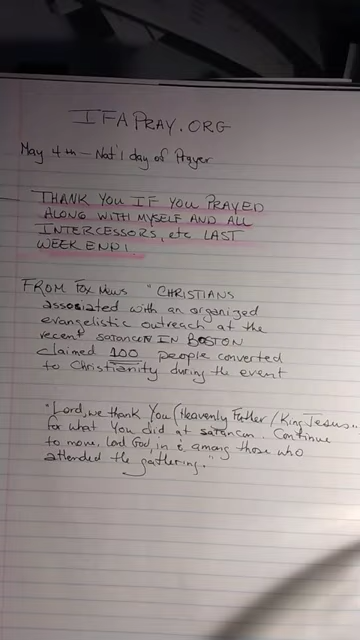 IFAPRAY.ORG
May 4th - Nat'l day of Prayer
THANK YOU IF YOU PRAYED
ALONG WITH MYSELF AND ALL
INTERCESSORS, etc LAST
WEEK END!
FROM FOX News "CHRISTIANS
associated with an organized
evangelistic outreach at the
recent satancon IN BOSTON
claimed 100 people converted
to Christianity during the event
"Lord, we thank You (Heavenly Father / King Jesus..
for what You did at satancon. Continue
to move, Lord God, in & among those who
attended the gathering."